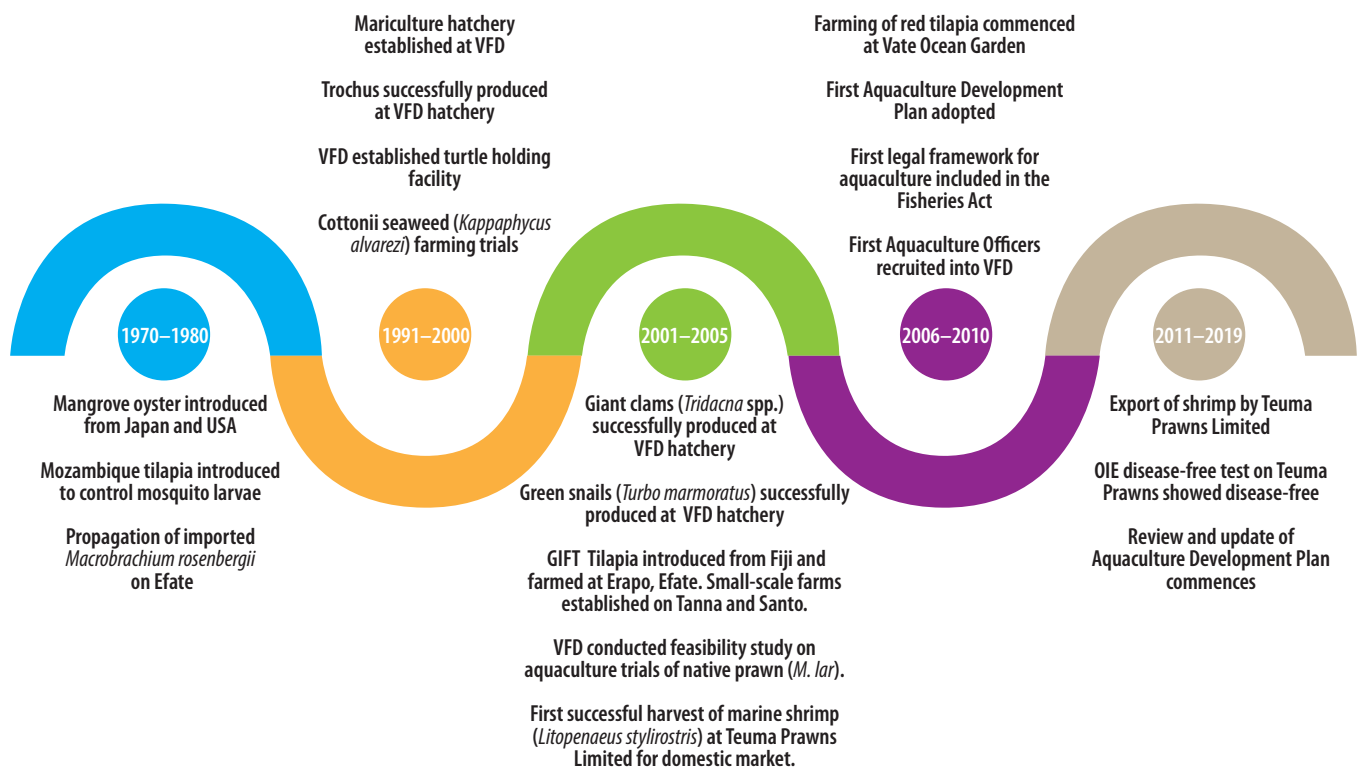 1970–1980
Mangrove oyster introduced
from Japan and USA
Mozambique tilapia introduced
to control mosquito larvae
Propagation of imported
Macrobrachium rosenbergii
on Efate
Mariculture hatchery
established at VFD
Trochus successfully produced
at VFD hatchery
VFD established turtle holding
facility
Cottonii seaweed (Kappaphycus
alvarezi) farming trials
1991–2000
2001–2005
Giant clams (Tridacna spp.)
successfully produced at
VFD hatchery
Green snails (Turbo marmoratus) successfully
produced at VFD hatchery
GIFT Tilapia introduced from Fiji and
farmed at Erapo, Efate. Small-scale farms
established on Tanna and Santo.
VFD conducted feasibility study on
aquaculture trials of native prawn (M. lar).
First successful harvest of marine shrimp
(Litopenaeus stylirostris) at Teuma Prawns
Limited for domestic market.
Farming of red tilapia commenced
at Vate Ocean Garden
First Aquaculture Development
Plan adopted
First legal framework for
aquaculture included in the
Fisheries Act
First Aquaculture Officers
recruited into VFD
2006–2010
2011–2019
Export of shrimp by Teuma
Prawns Limited
OIE disease-free test on Teuma
Prawns showed disease-free
Review and update of
Aquaculture Development Plan
commences